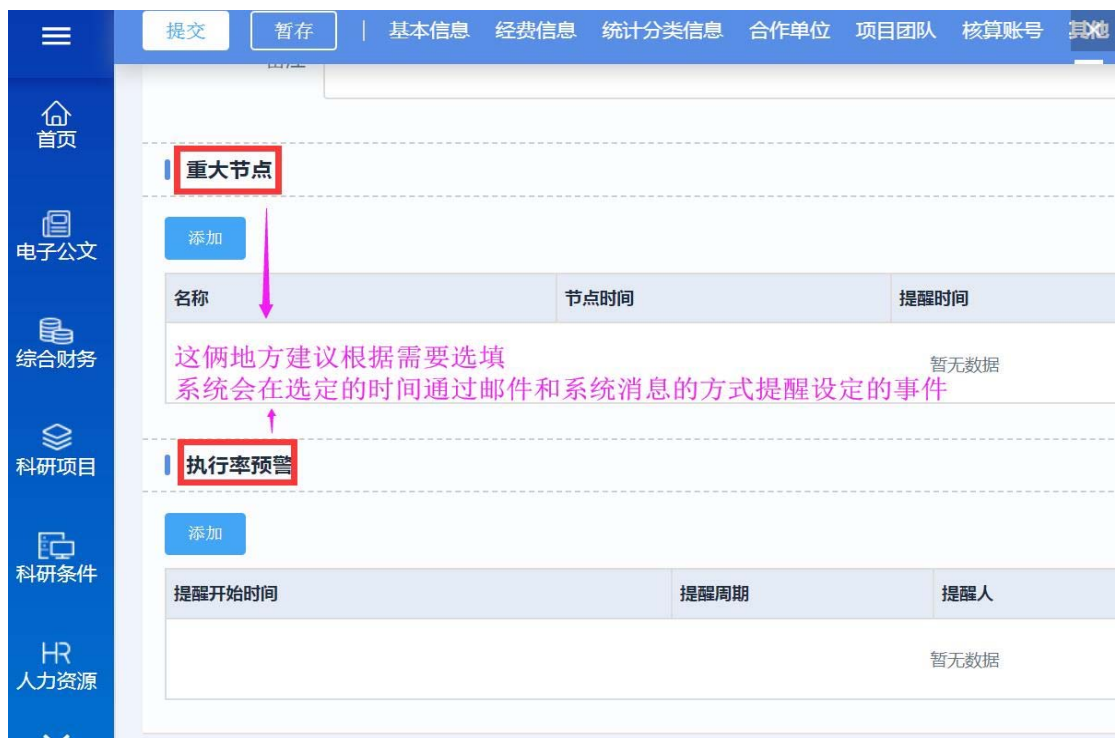 提交 暂存 基本信息 经费信息 统计分类信息 合作单位 项目团队 核算账号
首页
电子公文
综合财务
科研项目
科研条件
HR
人力资源
重大节点
添加
名称 节点时间 提醒时间
暂无数据
这俩地方建议根据需要选填
系统会在选定的时间通过邮件和系统消息的方式提醒设定的事件
执行率预警
添加
提醒开始时间 提醒周期 提醒人
暂无数据